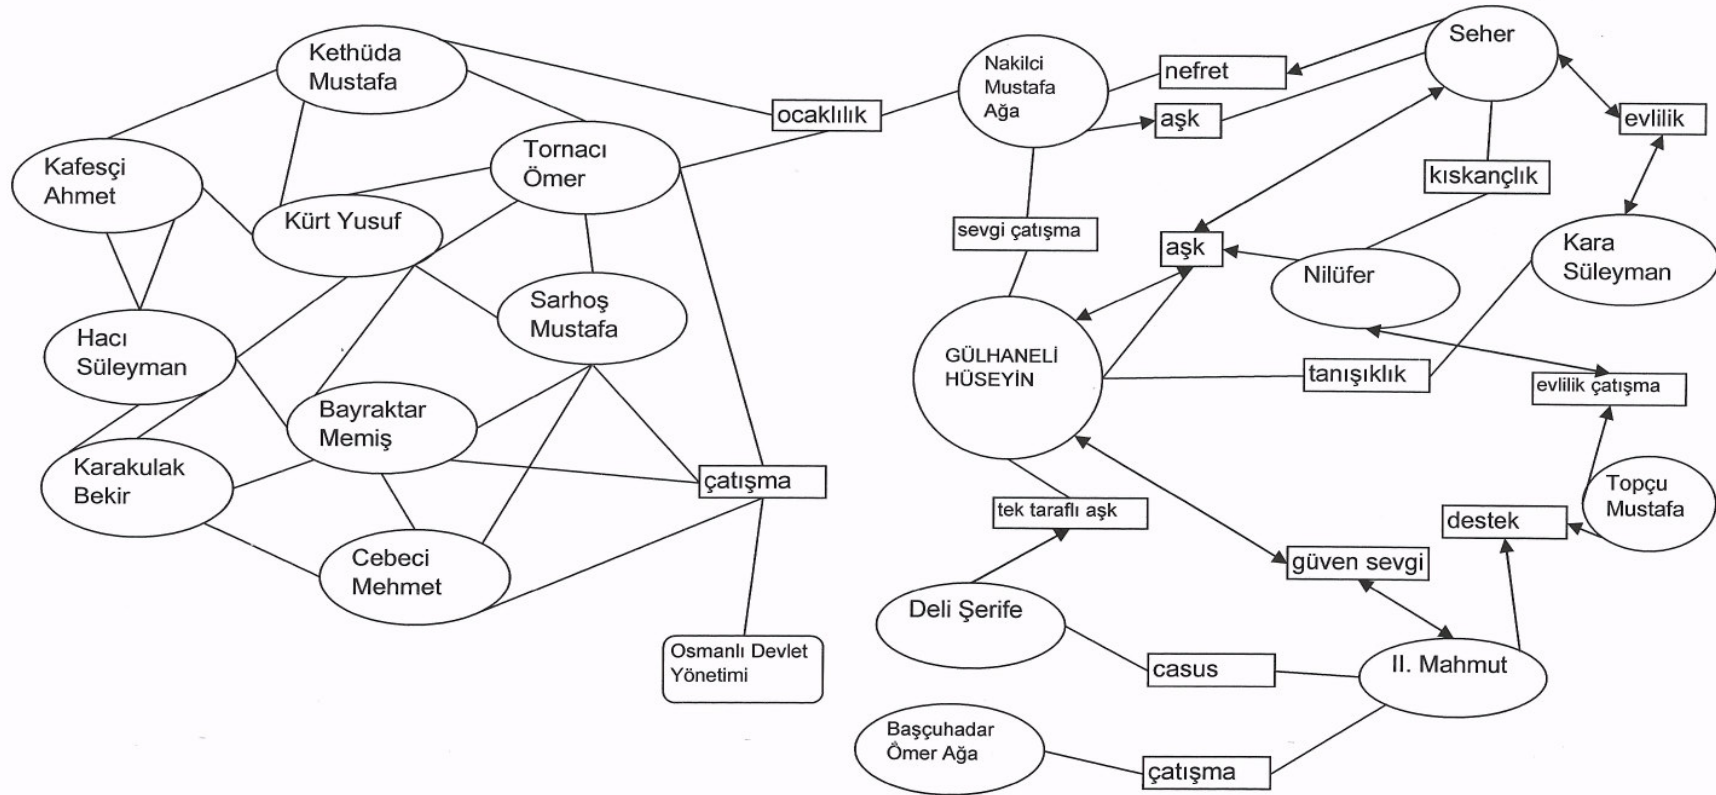 Kethüda
Mustafa
Kafesçi
Ahmet
Tornacı
Ömer
Kürt Yusuf
Sarhoş
Mustafa
Hacı
Süleyman
Bayraktar
Memiş
Karakulak
Bekir
Cebeci
Mehmet
ocaklılık
çatışma
Osmanlı Devlet
Yönetimi
Nakilci
Mustafa
Ağa
nefret
aşk
Seher
evlilik
kıskançlık
sevgi çatışma
aşk
Nilüfer
Kara
Süleyman
GÜLHANELİ
HÜSEYİN
tanışıklık
evlilik çatışma
Topçu
Mustafa
tek taraflı aşk
destek
güven sevgi
Deli Şerife
casus
II. Mahmut
Başçuhadar
Ömer Ağa
çatışma